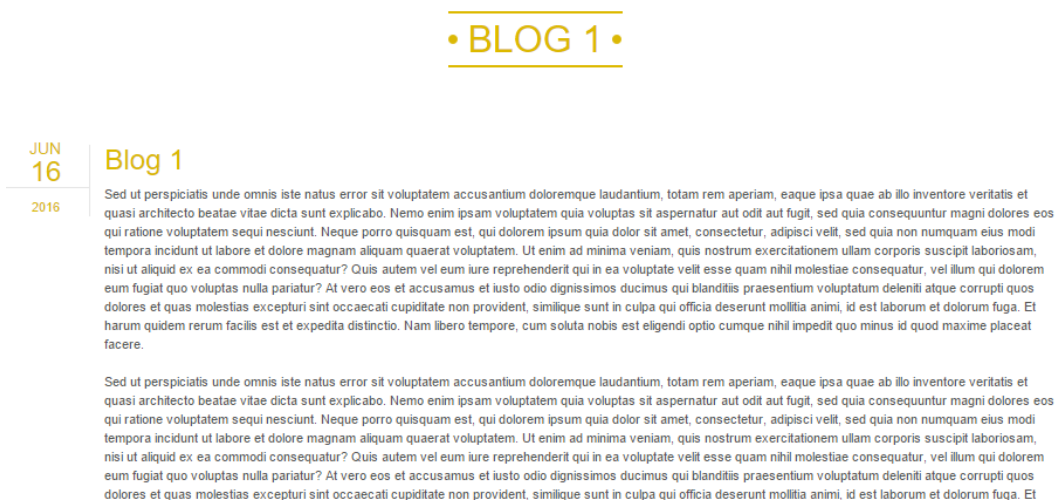 • BLOG 1 •
JUN
16
2016
Blog 1
Sed ut perspiciatis unde omnis iste natus error sit voluptatem accusantium doloremque laudantium, totam rem aperiam, eaque ipsa quae ab illo inventore veritatis et
quasi architecto beatae vitae dicta sunt explicabo. Nemo enim ipsam voluptatem quia voluptas sit aspernatur aut odit aut fugit, sed quia consequuntur magni dolores eos
qui ratione voluptatem sequi nesciunt. Neque porro quisquam est, qui dolorem ipsum quia dolor sit amet, consectetur, adipisci velit, sed quia non numquam eius modi
tempora incidunt ut labore et dolore magnam aliquam quaerat voluptatem. Ut enim ad minima veniam, quis nostrum exercitationem ullam corporis suscipit laboriosam,
nisi ut aliquid ex ea commodi consequatur? Quis autem vel eum iure reprehenderit qui in ea voluptate velit esse quam nihil molestiae consequatur, vel illum qui dolorem
eum fugiat quo voluptas nulla pariatur? At vero eos et accusamus et iusto odio dignissimos ducimus qui blanditiis praesentium voluptatum deleniti atque corrupti quos
dolores et quas molestias excepturi sint occaecati cupiditate non provident, similique sunt in culpa qui officia deserunt mollitia animi, id est laborum et dolorum fuga. Et
harum quidem rerum facilis est et expedita distinctio. Nam libero tempore, cum soluta nobis est eligendi optio cumque nihil impedit quo minus id quod maxime placeat
facere.
Sed ut perspiciatis unde omnis iste natus error sit voluptatem accusantium doloremque laudantium, totam rem aperiam, eaque ipsa quae ab illo inventore veritatis et
quasi architecto beatae vitae dicta sunt explicabo. Nemo enim ipsam voluptatem quia voluptas sit aspernatur aut odit aut fugit, sed quia consequuntur magni dolores eos
qui ratione voluptatem sequi nesciunt. Neque porro quisquam est, qui dolorem ipsum quia dolor sit amet, consectetur, adipisci velit, sed quia non numquam eius modi
tempora incidunt ut labore et dolore magnam aliquam quaerat voluptatem. Ut enim ad minima veniam, quis nostrum exercitationem ullam corporis suscipit laboriosam,
nisi ut aliquid ex ea commodi consequatur? Quis autem vel eum iure reprehenderit qui in ea voluptate velit esse quam nihil molestiae consequatur, vel illum qui dolorem
eum fugiat quo voluptas nulla pariatur? At vero eos et accusamus et iusto odio dignissimos ducimus qui blanditiis praesentium voluptatum deleniti atque corrupti quos
dolores et quas molestias excepturi sint occaecati cupiditate non provident, similique sunt in culpa qui officia deserunt mollitia animi, id est laborum et dolorum fuga. Et